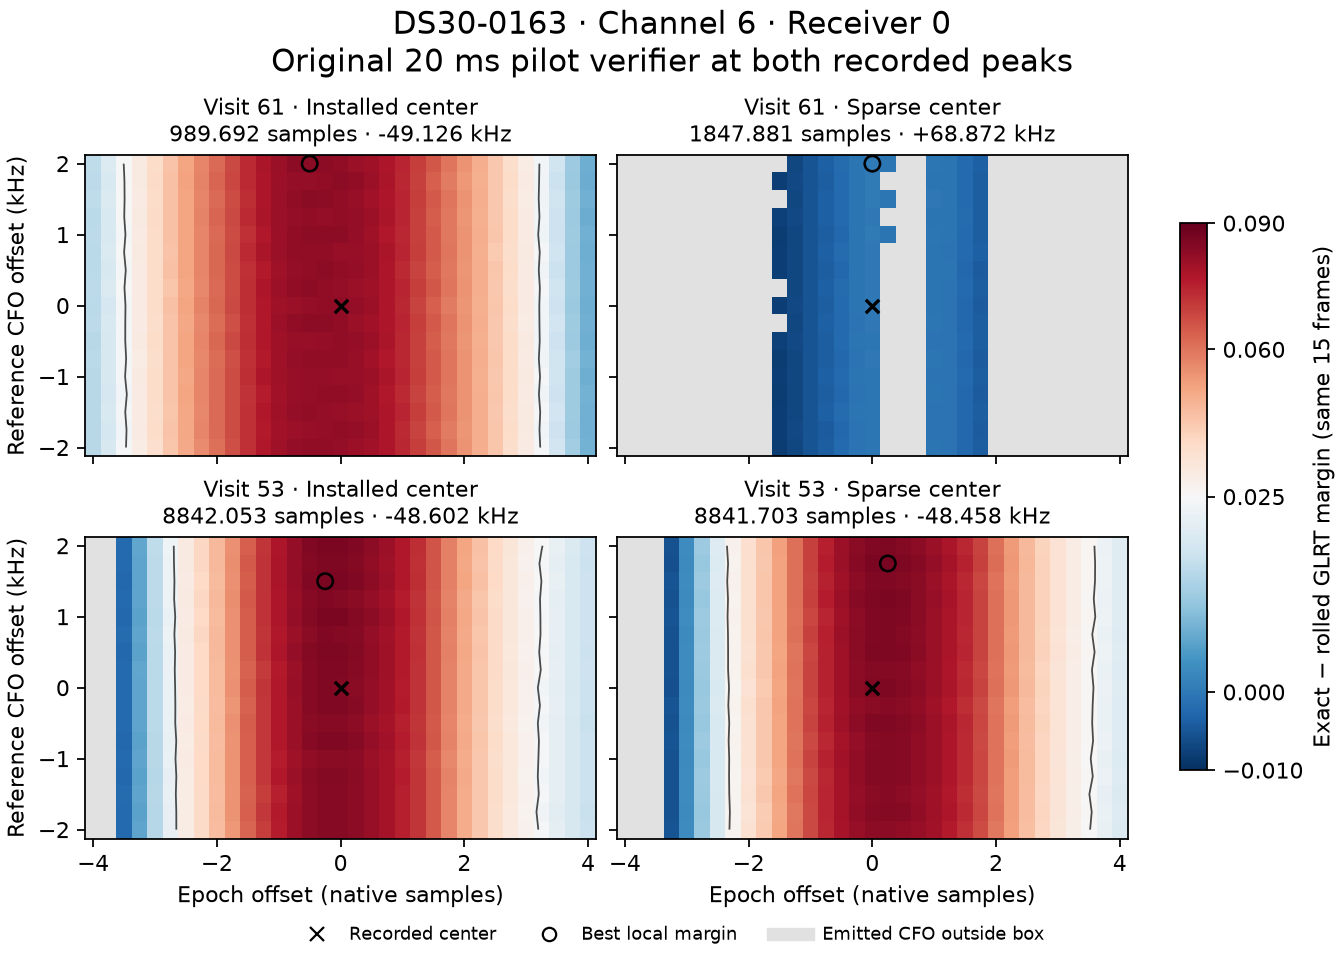 DS30-0163 · Channel 6 · Receiver 0
Original 20 ms pilot verifier at both recorded peaks
Visit 61 · Installed center
989.692 samples · -49.126 kHz
Visit 61 · Sparse center
1847.881 samples · +68.872 kHz
Reference CFO offset (kHz)
2
1
0
−1
−2
Visit 53 · Installed center
8842.053 samples · -48.602 kHz
Visit 53 · Sparse center
8841.703 samples · -48.458 kHz
Reference CFO offset (kHz)
2
1
0
−1
−2
−4
−2
0
2
4
Epoch offset (native samples)
−4
−2
0
2
4
Epoch offset (native samples)
0.090
0.060
0.025
0.000
−0.010
Exact − rolled GLRT margin (same 15 frames)
Recorded center
Best local margin
Emitted CFO outside box